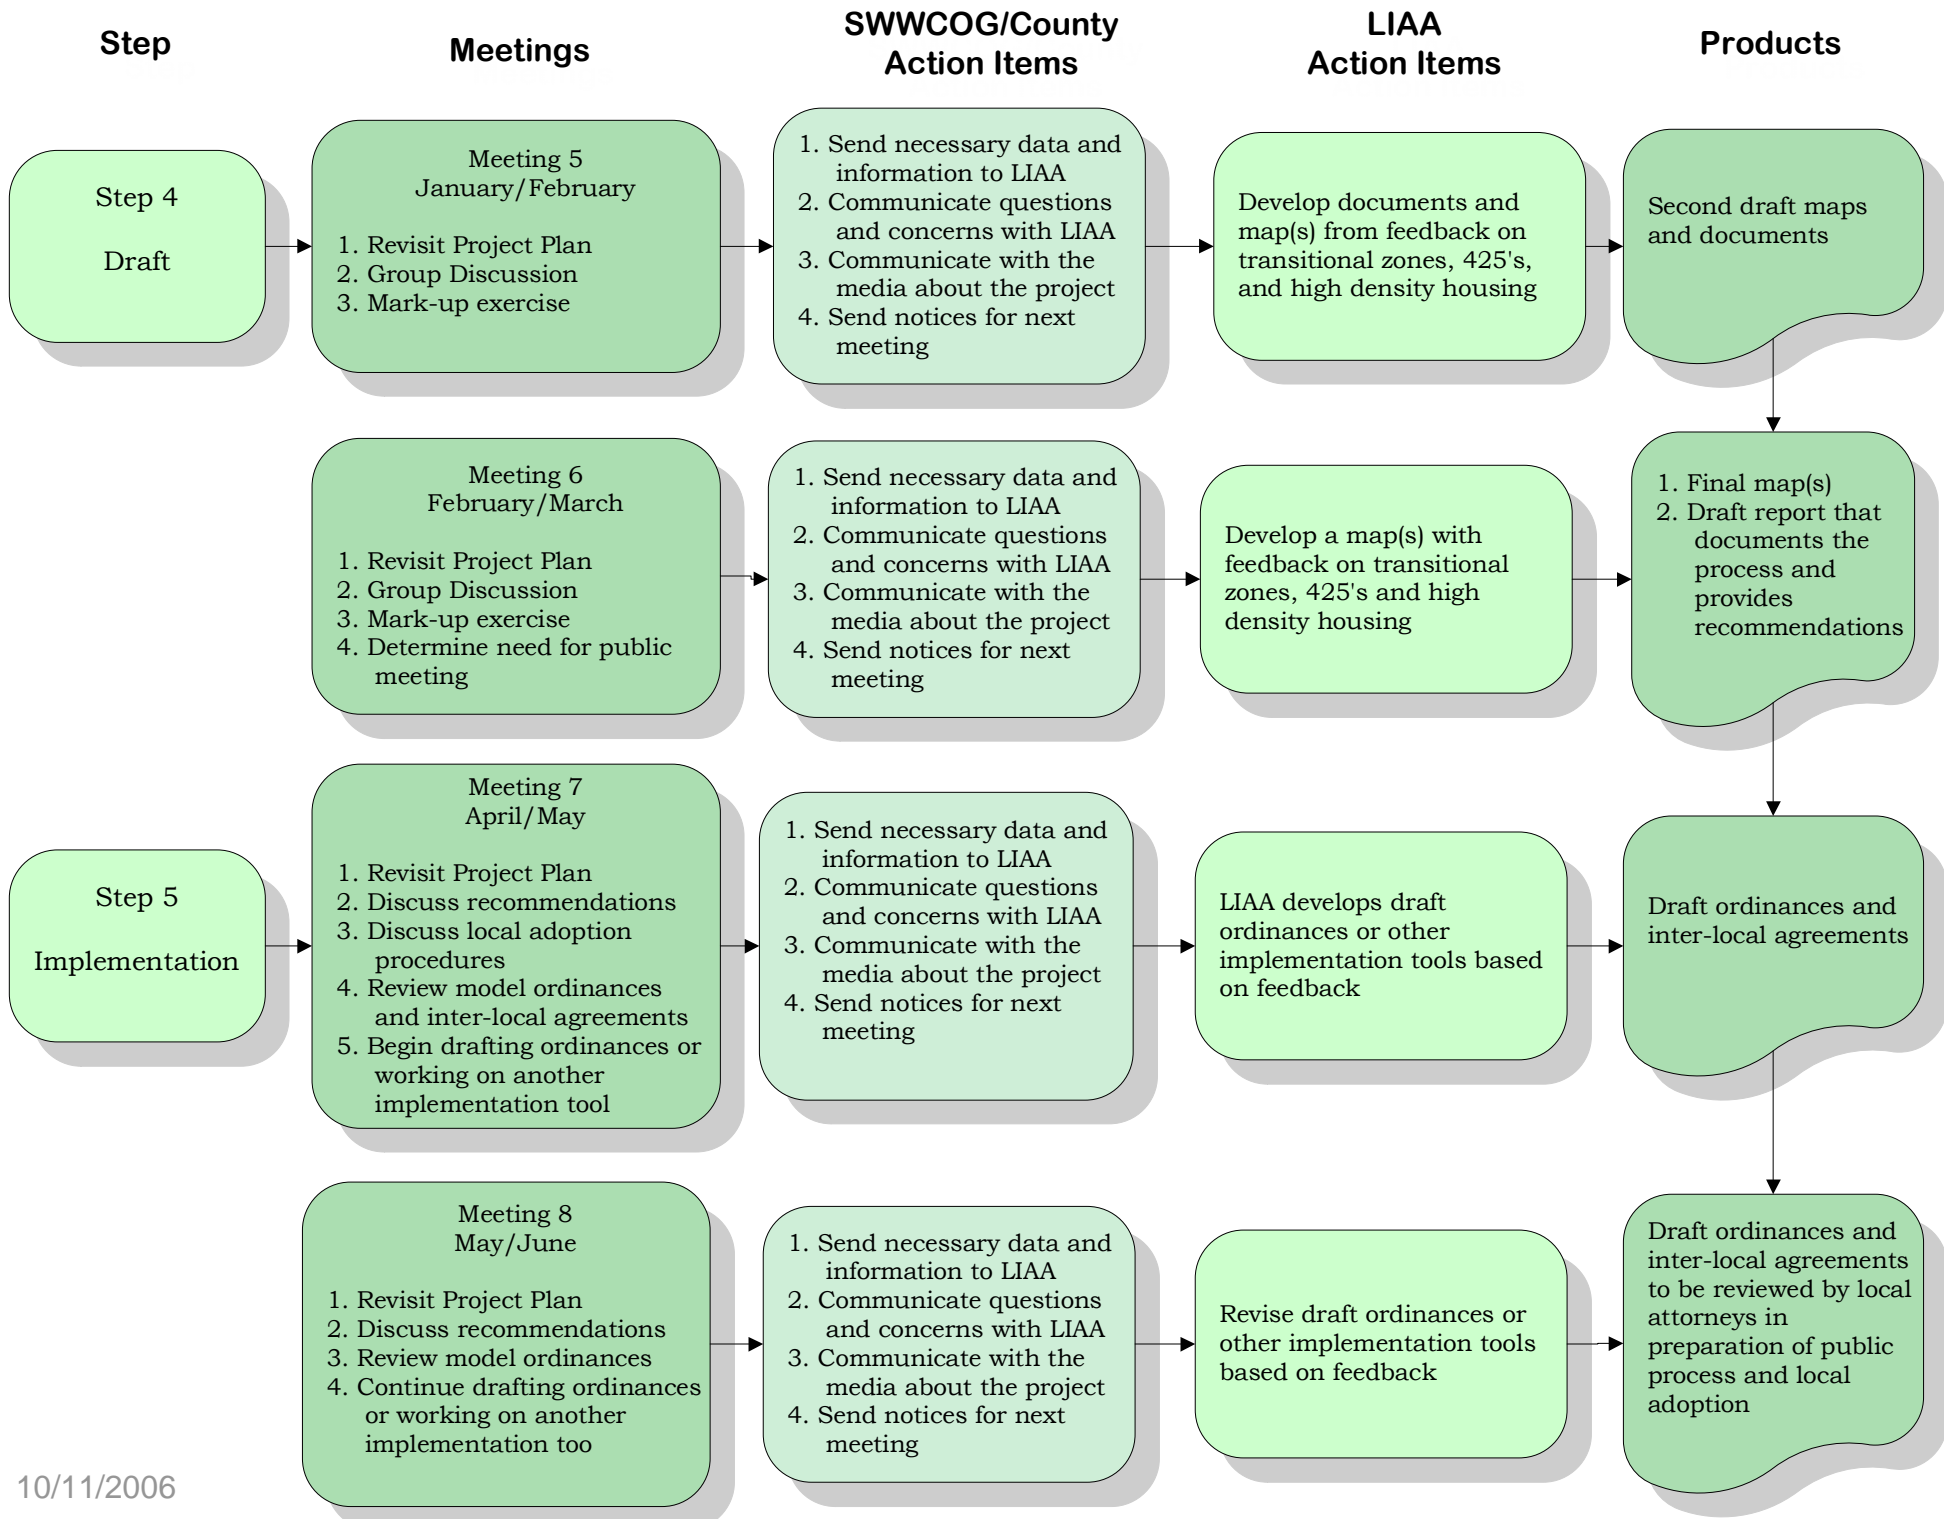 Step
Meetings
SWWCOG/County
Action Items
LIAA
Action Items
Products
Step 4
Draft
Meeting 5
January/February
1. Revisit Project Plan
2. Group Discussion
3. Mark-up exercise
1. Send necessary data and
information to LIAA
2. Communicate questions
and concerns with LIAA
3. Communicate with the
media about the project
4. Send notices for next
meeting
Develop documents and
map(s) from feedback on
transitional zones, 425's,
and high density housing
Second draft maps
and documents
Meeting 6
February/March
1. Revisit Project Plan
2. Group Discussion
3. Mark-up exercise
4. Determine need for public
meeting
1. Send necessary data and
information to LIAA
2. Communicate questions
and concerns with LIAA
3. Communicate with the
media about the project
4. Send notices for next
meeting
Develop a map(s) with
feedback on transitional
zones, 425's and high
density housing
1. Final map(s)
2. Draft report that
documents the
process and
provides
recommendations
Step 5
Implementation
Meeting 7
April/May
1. Revisit Project Plan
2. Discuss recommendations
3. Discuss local adoption
procedures
4. Review model ordinances
and inter-local agreements
5. Begin drafting ordinances or
working on another
implementation tool
1. Send necessary data and
information to LIAA
2. Communicate questions
and concerns with LIAA
3. Communicate with the
media about the project
4. Send notices for next
meeting
LIAA develops draft
ordinances or other
implementation tools based
on feedback
Draft ordinances and
inter-local agreements
Meeting 8
May/June
1. Revisit Project Plan
2. Discuss recommendations
3. Review model ordinances
4. Continue drafting ordinances
or working on another
implementation too
1. Send necessary data and
information to LIAA
2. Communicate questions
and concerns with LIAA
3. Communicate with the
media about the project
4. Send notices for next
meeting
Revise draft ordinances or
other implementation tools
based on feedback
Draft ordinances and
inter-local agreements
to be reviewed by local
attorneys in
preparation of public
process and local
adoption
10/11/2006